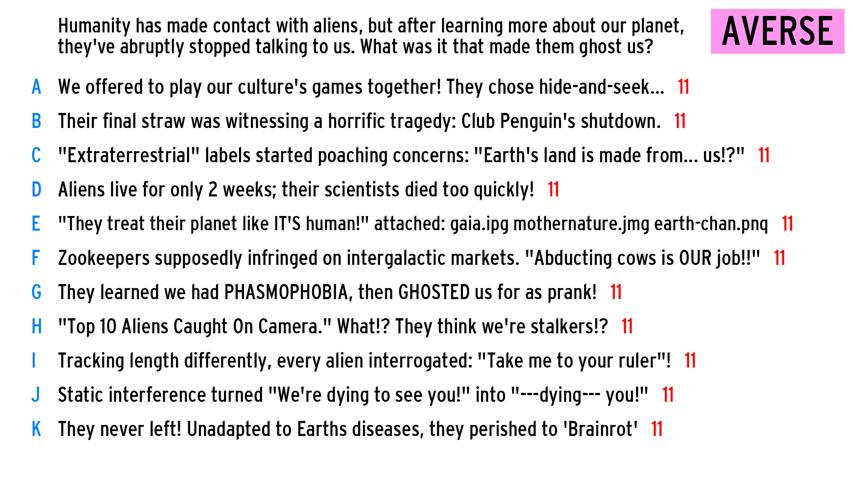 Humanity has made contact with aliens, but after learning more about our planet,
they've abruptly stopped talking to us. What was it that made them ghost us?
AVERSE
A We offered to play our culture's games together! They chose hide-and-seek... 11
B Their final straw was witnessing a horrific tragedy: Club Penguin's shutdown. 11
C "Extraterrestrial" labels started poaching concerns: "Earth's land is made from... us!?" 11
D Aliens live for only 2 weeks; their scientists died too quickly! 11
E "They treat their planet like IT'S human!" attached: gaia.ipg mothernature.jmg earth-chan.pnq 11
F Zookeepers supposedly infringed on intergalactic markets. "Abducting cows is OUR job!!" 11
G They learned we had PHASMOPHOBIA, then GHOSTED us for as prank! 11
H "Top 10 Aliens Caught On Camera." What!? They think we're stalkers!? 11
I Tracking length differently, every alien interrogated: "Take me to your ruler"! 11
J Static interference turned "We're dying to see you!" into "---dying--- you!" 11
K They never left! Unadapted to Earths diseases, they perished to 'Brainrot' 11